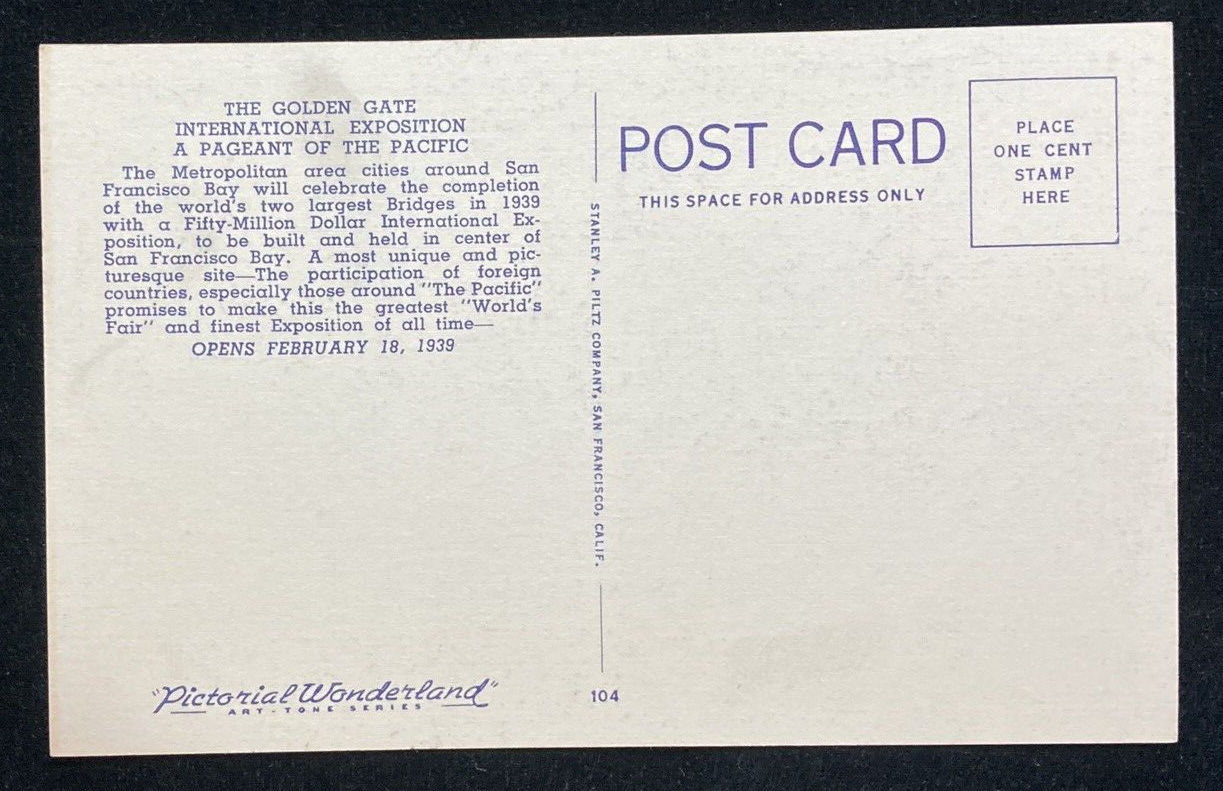 THE GOLDEN GATE
INTERNATIONAL EXPOSITION
A PAGEANT OF THE PACIFIC
The Metropolitan area cities around San
Francisco Bay will celebrate the completion
of the world's two largest Bridges in 1939
with a Fifty-Million Dollar International Ex-
position, to be built and held in center of
San Francisco Bay. A most unique and pic-
turesque site—The participation of foreign
countries, especially those around "The Pacific"
promises to make this the greatest "World's
Fair" and finest Exposition of all time—
OPENS FEBRUARY 18, 1939
"Pictorial Wonderland"
ART-TONE SERIES
STANLEY A. PILTZ COMPANY, SAN FRANCISCO, CALIF.
104
POST CARD
THIS SPACE FOR ADDRESS ONLY
PLACE
ONE CENT
STAMP
HERE